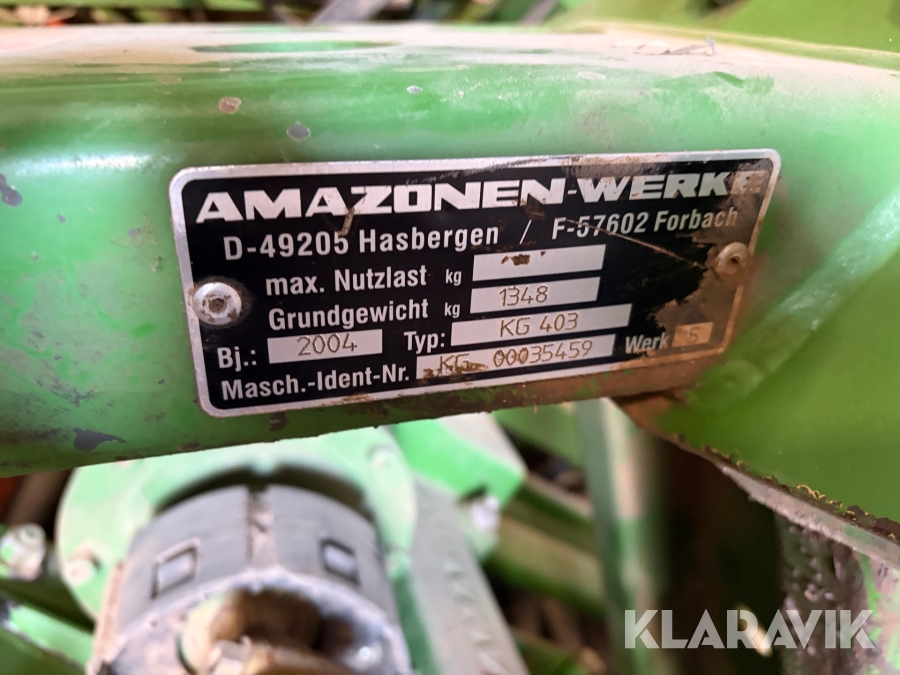 AMAZONEN-WERKE
D-49205 Hasbergen / F-57602 Forbach
max. Nutzlast kg
Grundgewicht kg 1348
Bj.: 2004 Typ: KG 403
Masch.-Ident-Nr. KG 00035459 Werk 5
KLARAVIK